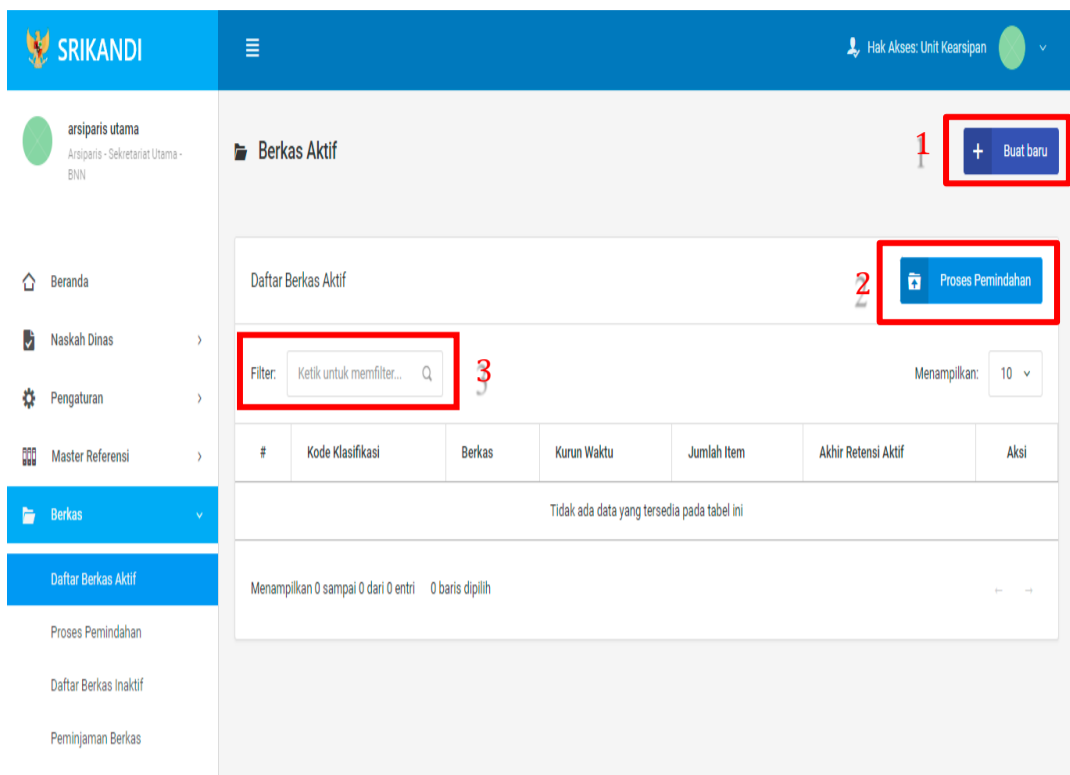 SRIKANDI
Hak Akses: Unit Kearsipan
arsiparis utama
Arsiparis - Sekretariat Utama -
BNN
Berkas Aktif
1
+ Buat baru
Beranda
Naskah Dinas
Pengaturan
Master Referensi
Berkas
Daftar Berkas Aktif
Proses Pemindahan
Daftar Berkas Inaktif
Peminjaman Berkas
Daftar Berkas Aktif
2
Proses Pemindahan
Filter: Ketik untuk memfilter...
3
Menampilkan: 10
# Kode Klasifikasi Berkas Kurun Waktu Jumlah Item Akhir Retensi Aktif Aksi
Tidak ada data yang tersedia pada tabel ini
Menampilkan 0 sampai 0 dari 0 entri 0 baris dipilih
← →